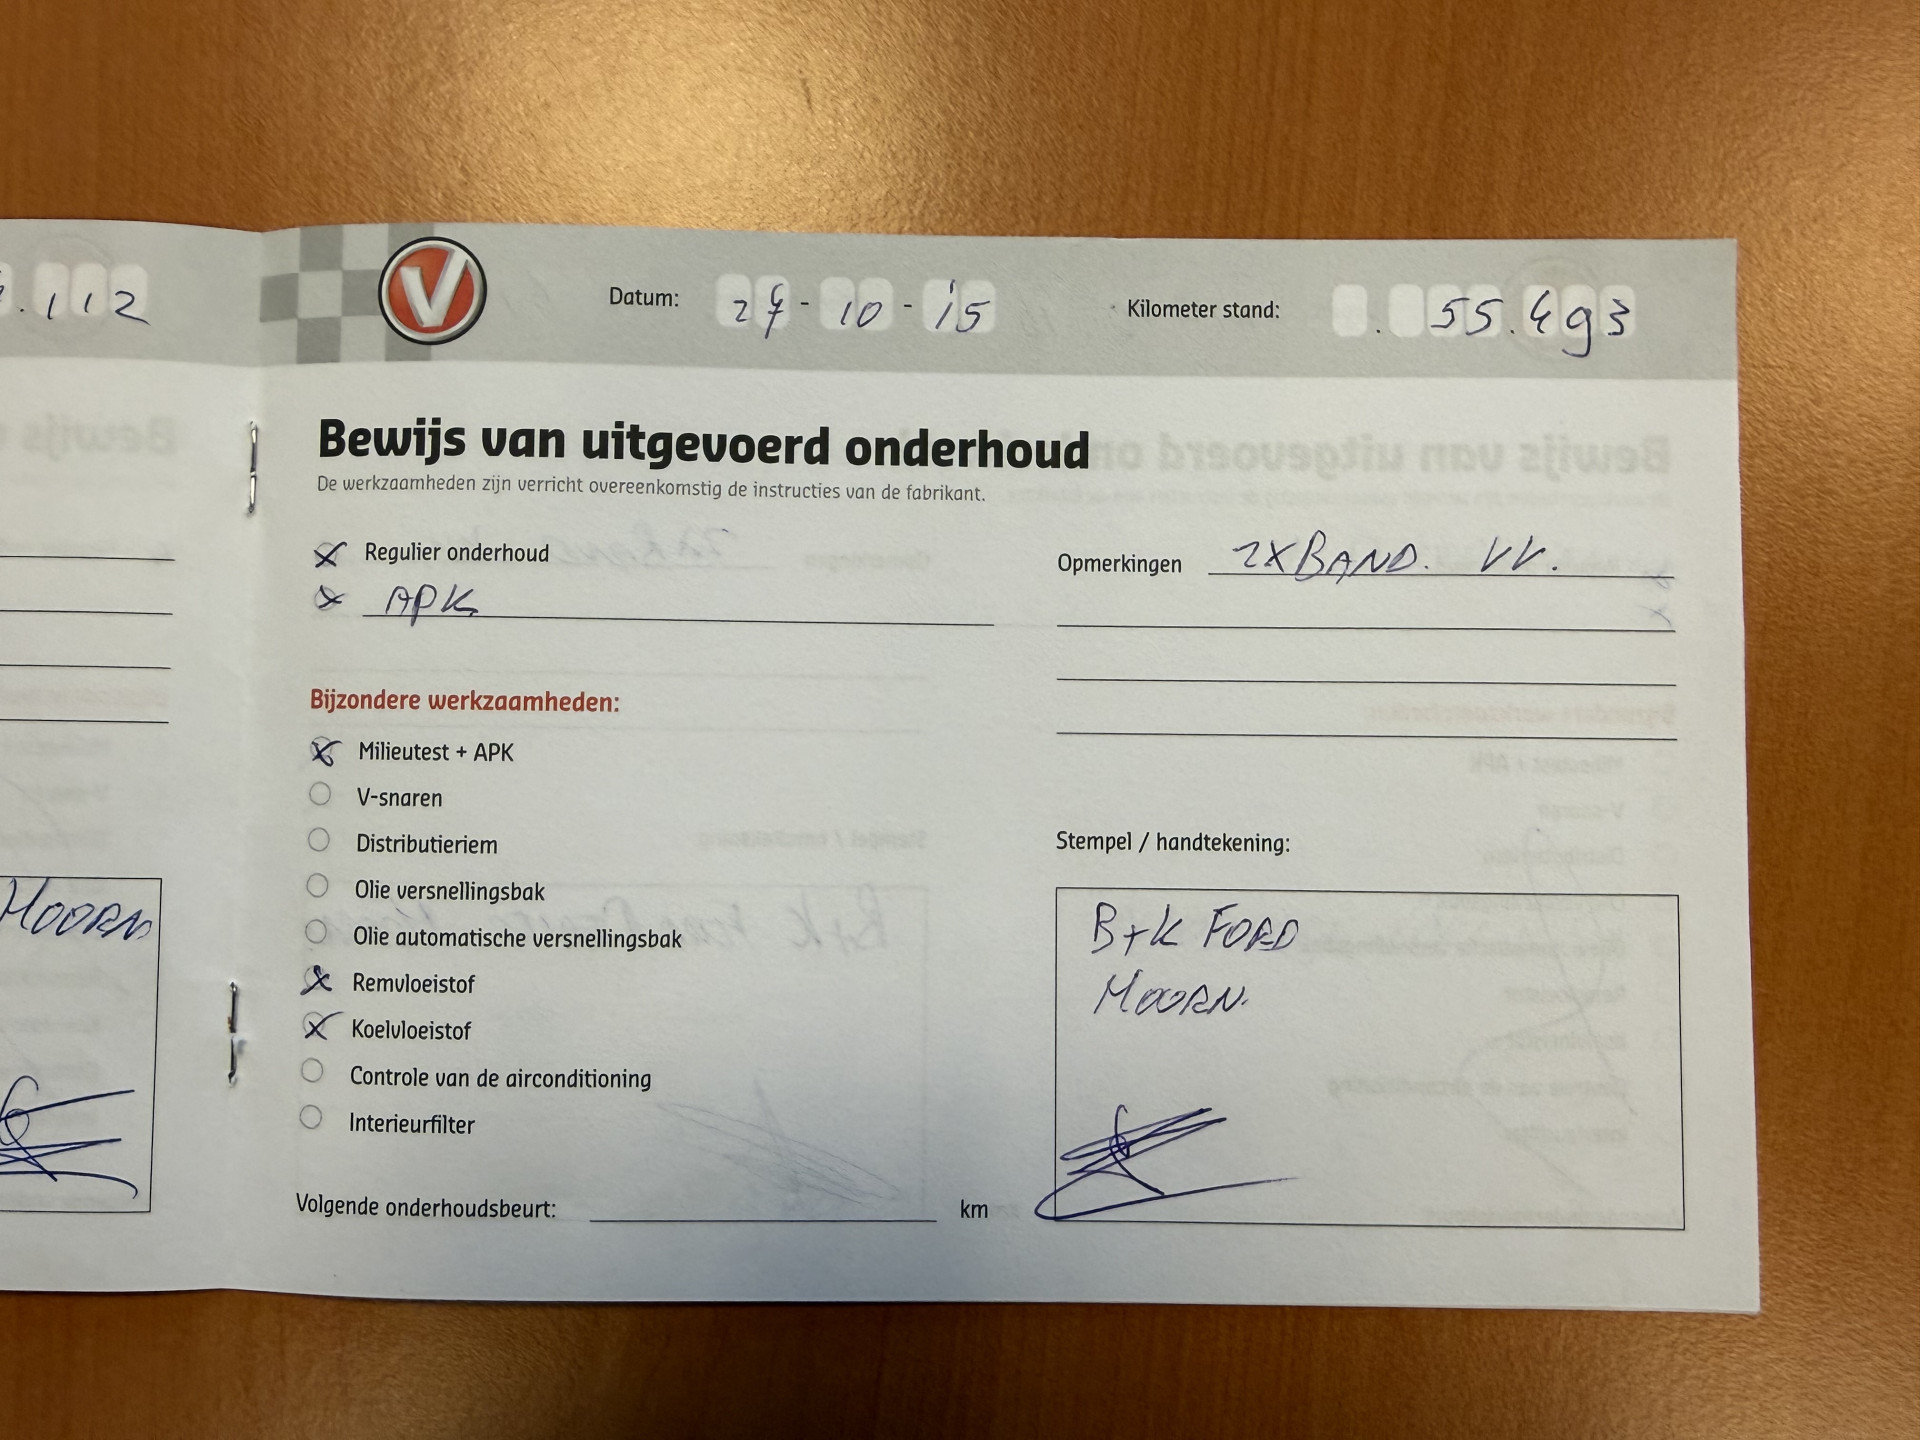 .112
HOORN
V
Datum: 27-10-15
Kilometer stand: . 55.493
Bewijs van uitgevoerd onderhoud
De werkzaamheden zijn verricht overeenkomstig de instructies van de fabrikant.
x Regulier onderhoud
x APK
Bijzondere werkzaamheden:
x Milieutest + APK
V-snaren
Distributieriem
Olie versnellingsbak
Olie automatische versnellingsbak
x Remvloeistof
x Koelvloeistof
Controle van de airconditioning
Interieurfilter
Volgende onderhoudsbeurt: km
Opmerkingen 2X BAND. VV.
Stempel / handtekening:
B+K FORD
HOORN.